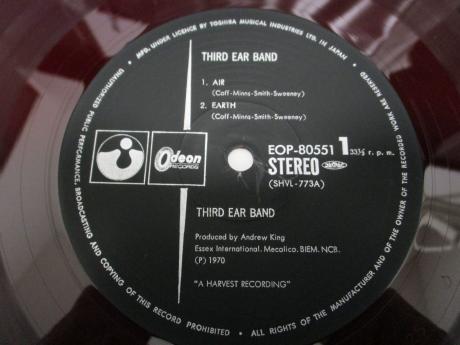 MFD. UNDER LICENCE BY TOSHIBA MUSICAL INDUSTRIES LTD. IN JAPAN •
THIRD EAR BAND
1. AIR
(Coff-Minns-Smith-Sweeney)
2. EARTH
(Coff-Minns-Smith-Sweeney)
Odeon
RECORDS
EOP-80551 1 33⅓ r. p. m.
STEREO
(SHVL-773A)
THIRD EAR BAND
Produced by Andrew King
Essex International. Mecolico. BIEM. NCB.
(P) 1970
"A HARVEST RECORDING"
UNAUTHORIZED PUBLIC PERFORMANCE, BROADCASTING AND COPYING OF THIS RECORD PROHIBITED • ALL RIGHTS OF THE MANUFACTURER AND OF THE OWNER OF THE RECORDED WORK ARE RESERVED